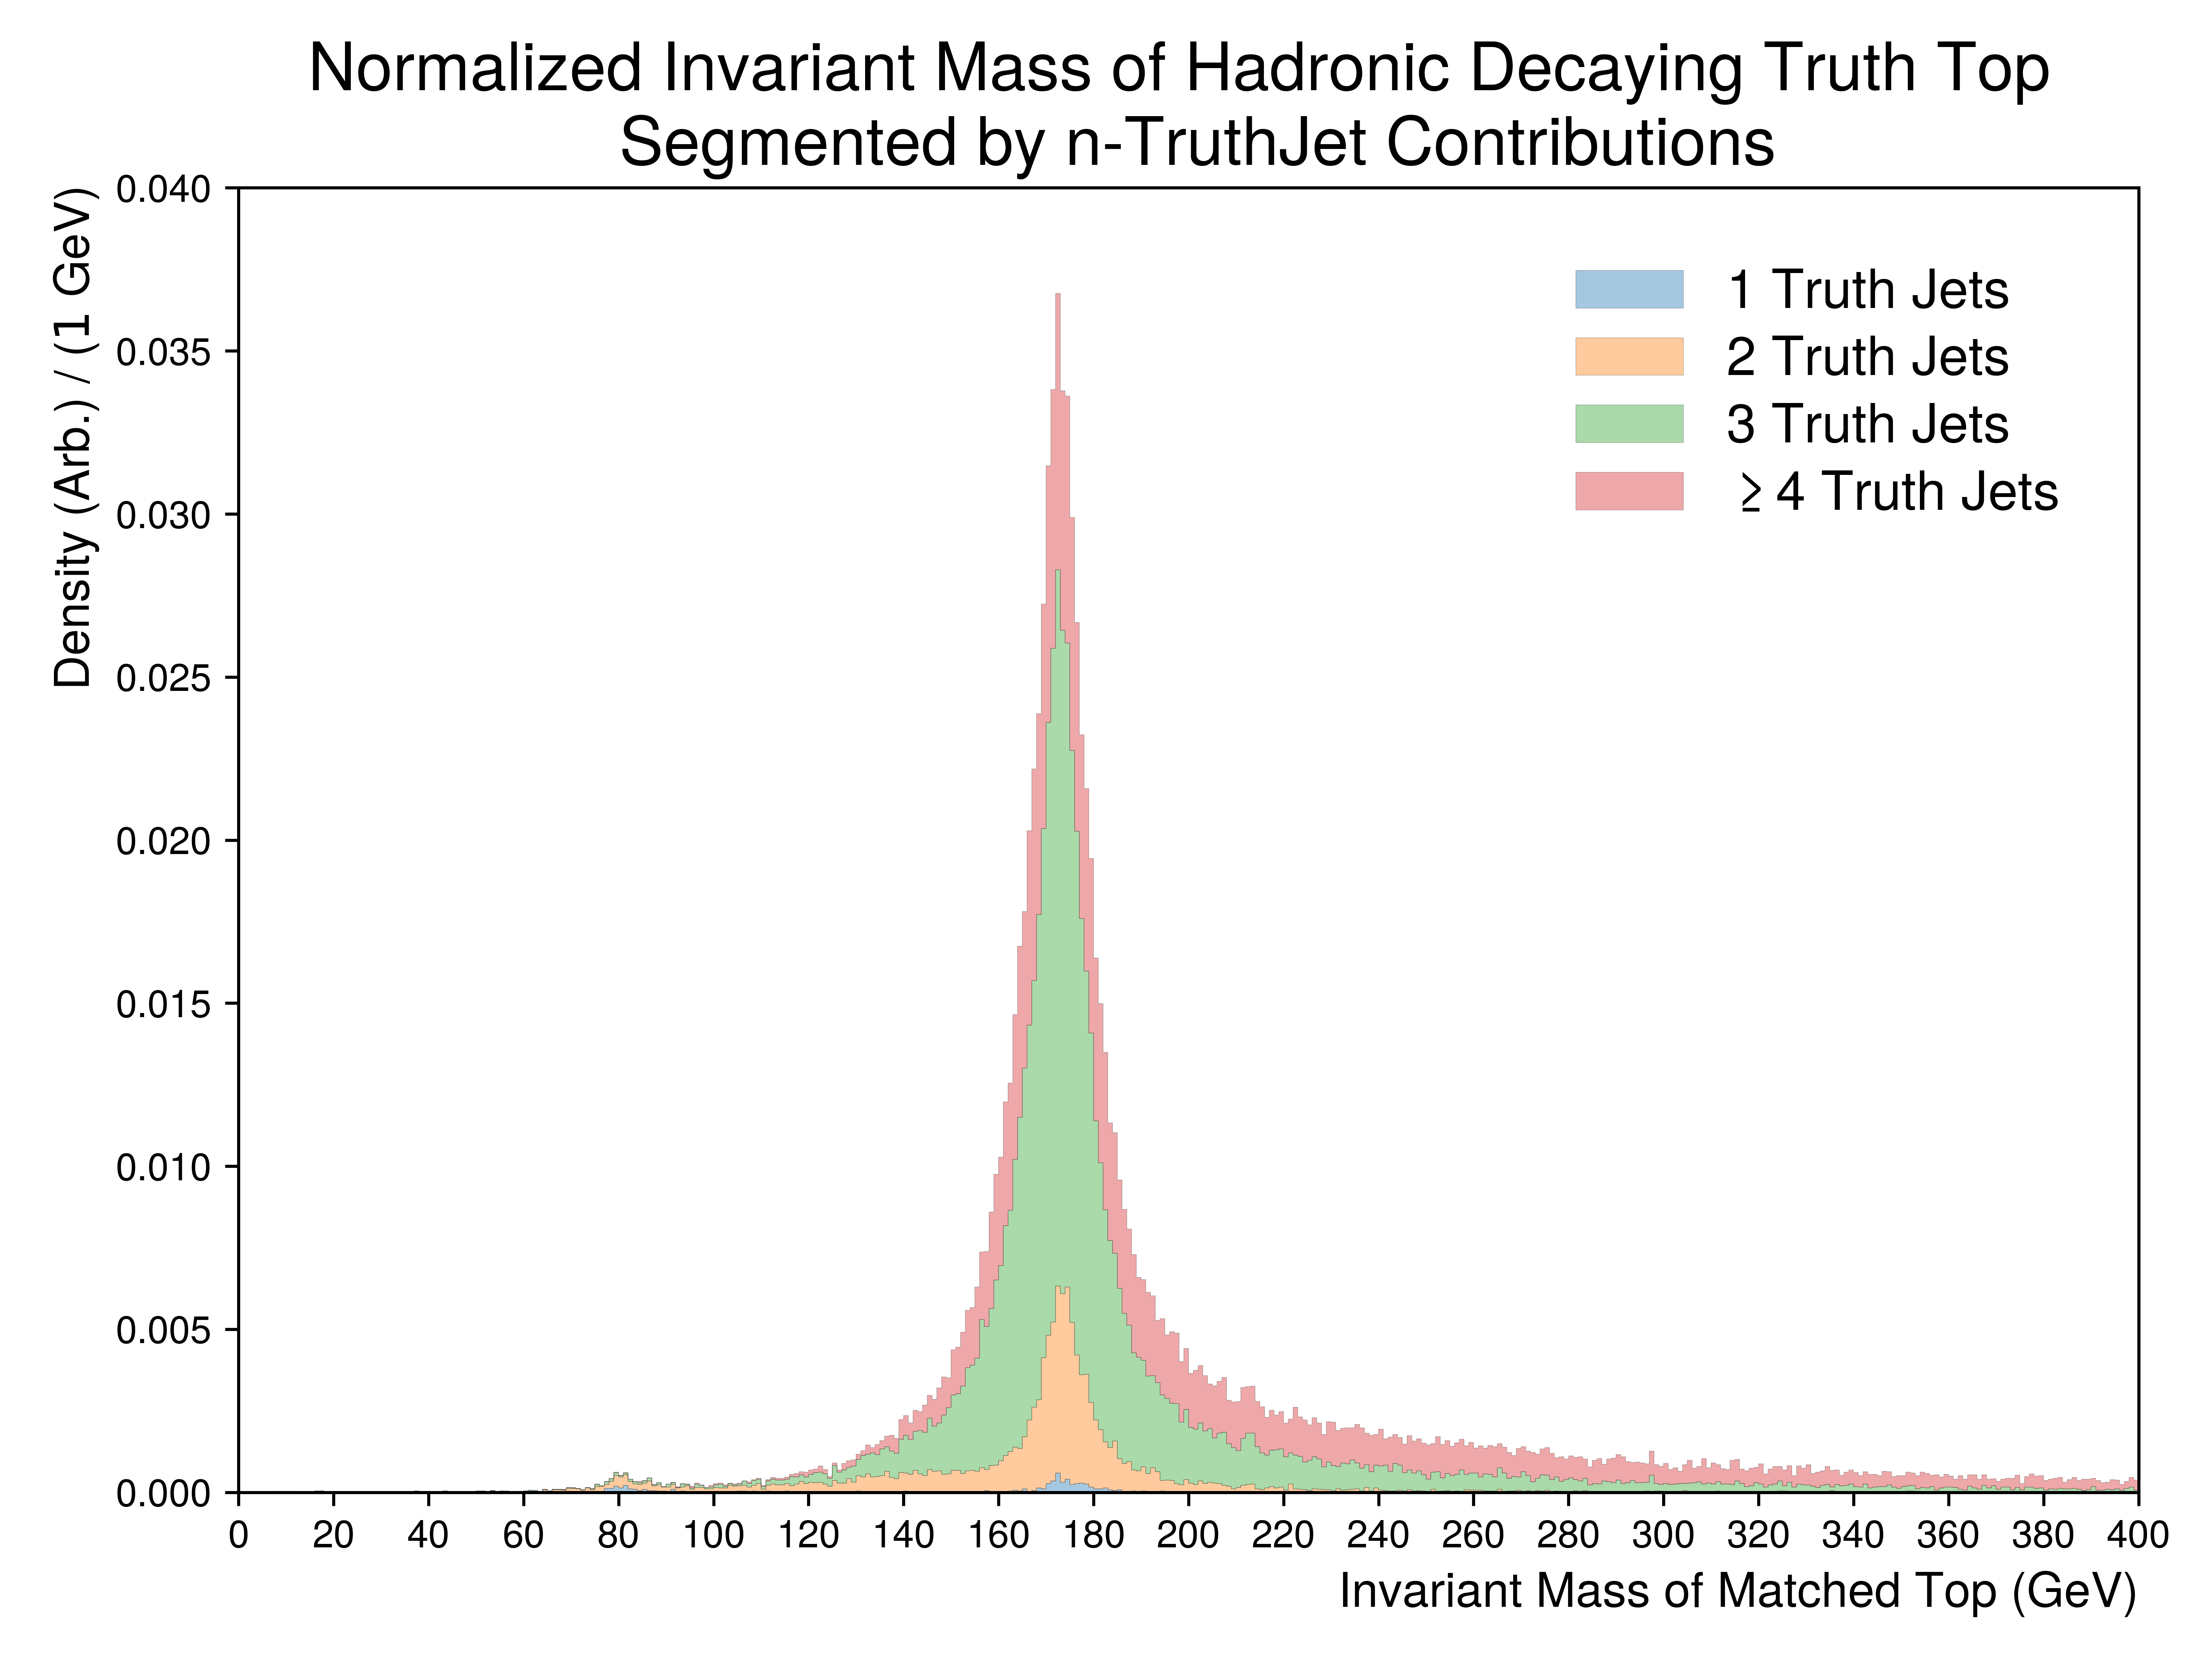 Normalized Invariant Mass of Hadronic Decaying Truth Top
Segmented by n-TruthJet Contributions
Density (Arb.) / (1 GeV)
0.040
0.035
0.030
0.025
0.020
0.015
0.010
0.005
0.000
1 Truth Jets
2 Truth Jets
3 Truth Jets
≥4 Truth Jets
0 20 40 60 80 100 120 140 160 180 200 220 240 260 280 300 320 340 360 380 400
Invariant Mass of Matched Top (GeV)